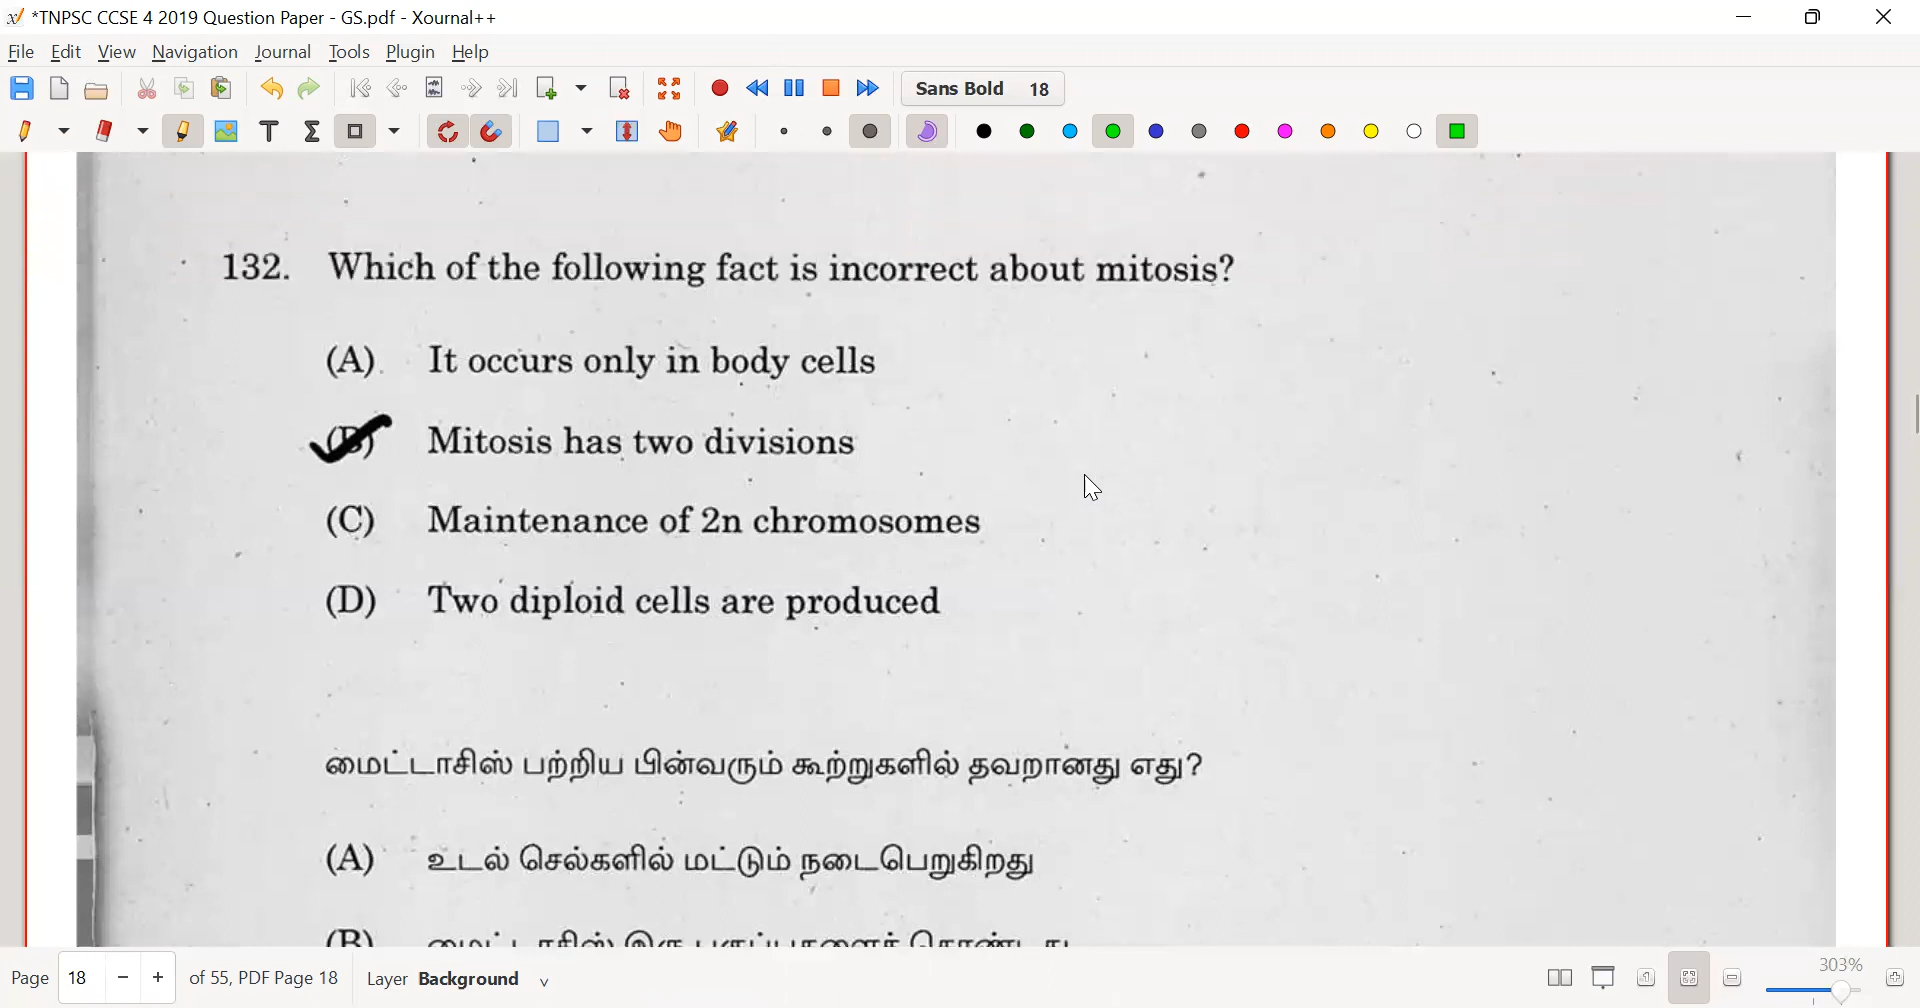 *TNPSC CCSE 4 2019 Question Paper - GS.pdf - Xournal++
File Edit View Navigation Journal Tools Plugin Help
Sans Bold 18
132. Which of the following fact is incorrect about mitosis?
(A) It occurs only in body cells
(B) Mitosis has two divisions
(C) Maintenance of 2n chromosomes
(D) Two diploid cells are produced
மைட்டாசிஸ் பற்றிய பின்வரும் கூற்றுகளில் தவறானது எது?
(A) உடல் செல்களில் மட்டும் நடைபெறுகிறது
(B) மைட்டாசிஸ் இரு
Page 18 − + of 55, PDF Page 18 Layer Background 303%